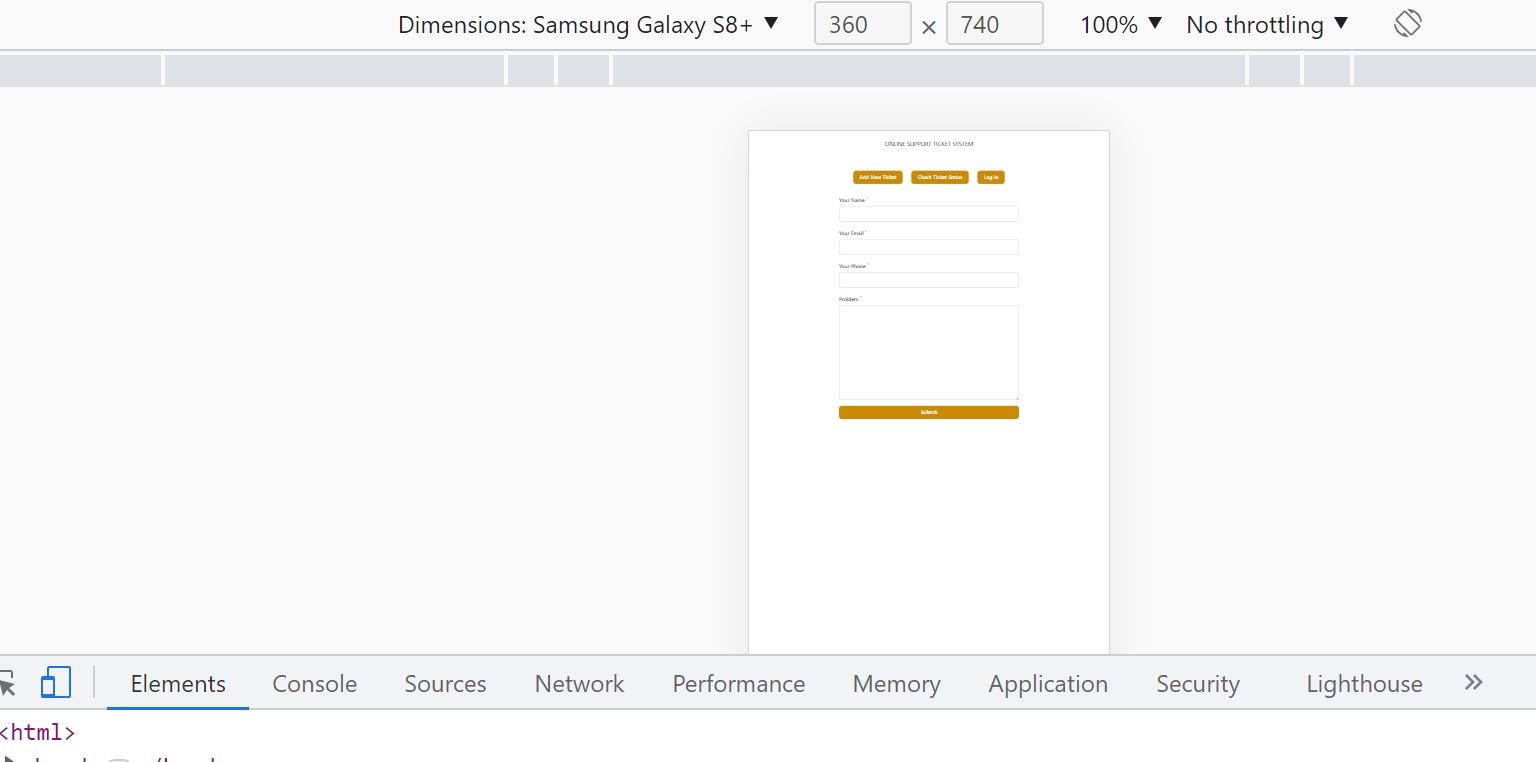 Dimensions: Samsung Galaxy S8+ ▼ 360 × 740 100% ▼ No throttling ▼
ONLINE SUPPORT TICKET SYSTEM
Add New Ticket Check Ticket Status Log In
Your Name *
Your Email *
Your Phone *
Problem *
Submit
Elements Console Sources Network Performance Memory Application Security Lighthouse »
<html>